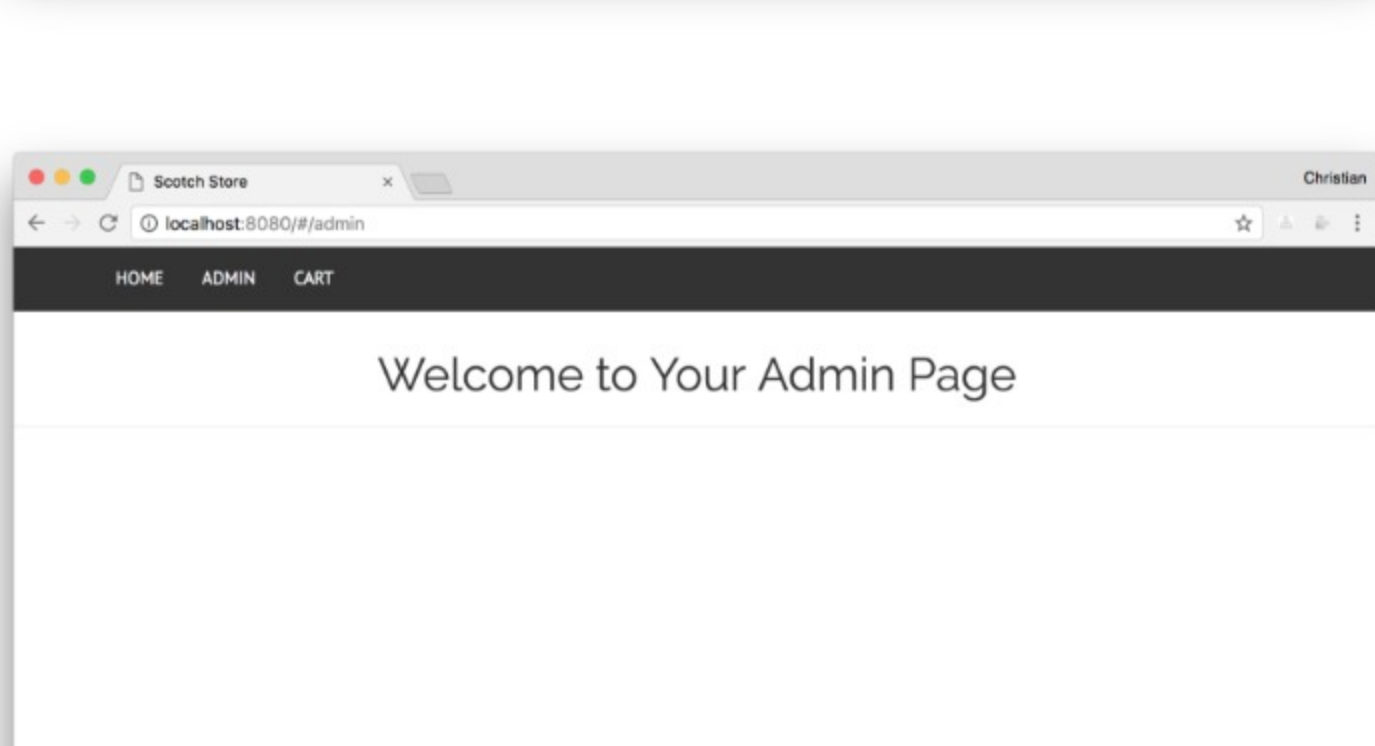 Scotch Store
Christian
localhost:8080/#/admin
HOME ADMIN CART
Welcome to Your Admin Page